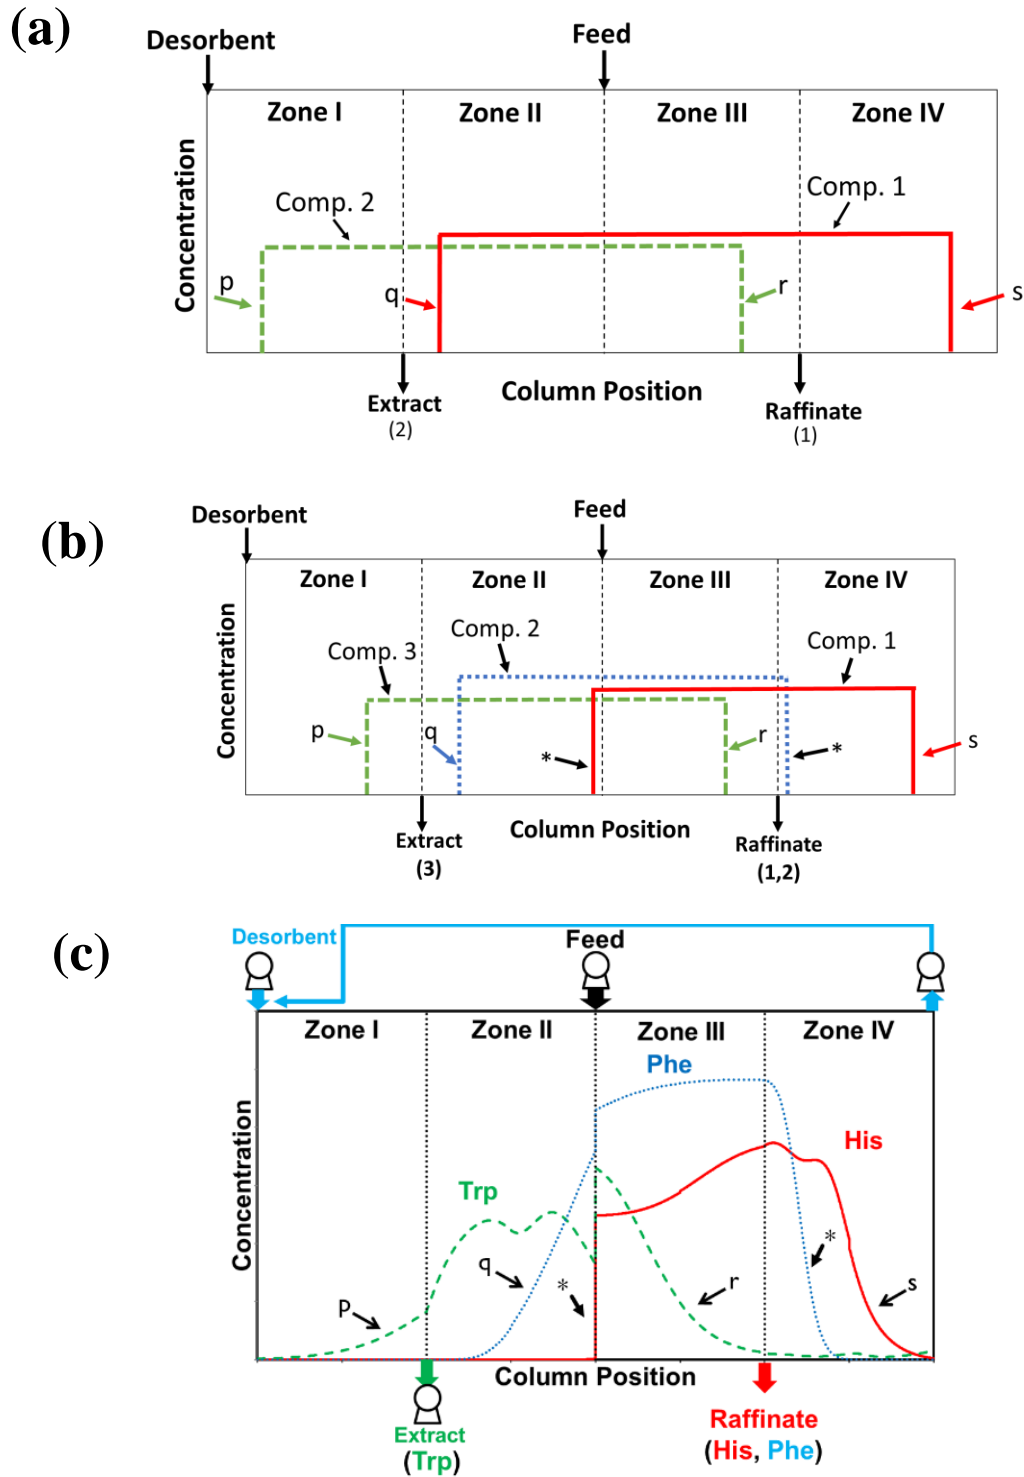 (a)
Desorbent
Feed
Zone I
Zone II
Zone III
Zone IV
Concentration
Comp. 2
Comp. 1
p
q
r
s
Extract
(2)
Column Position
Raffinate
(1)
(b)
Desorbent
Feed
Zone I
Zone II
Zone III
Zone IV
Concentration
Comp. 3
Comp. 2
Comp. 1
p
q
*
r
*
s
Extract
(3)
Column Position
Raffinate
(1,2)
(c)
Desorbent
Feed
Zone I
Zone II
Zone III
Zone IV
Concentration
Phe
His
Trp
p
q
*
r
*
s
Column Position
Extract
(Trp)
Raffinate
(His, Phe)